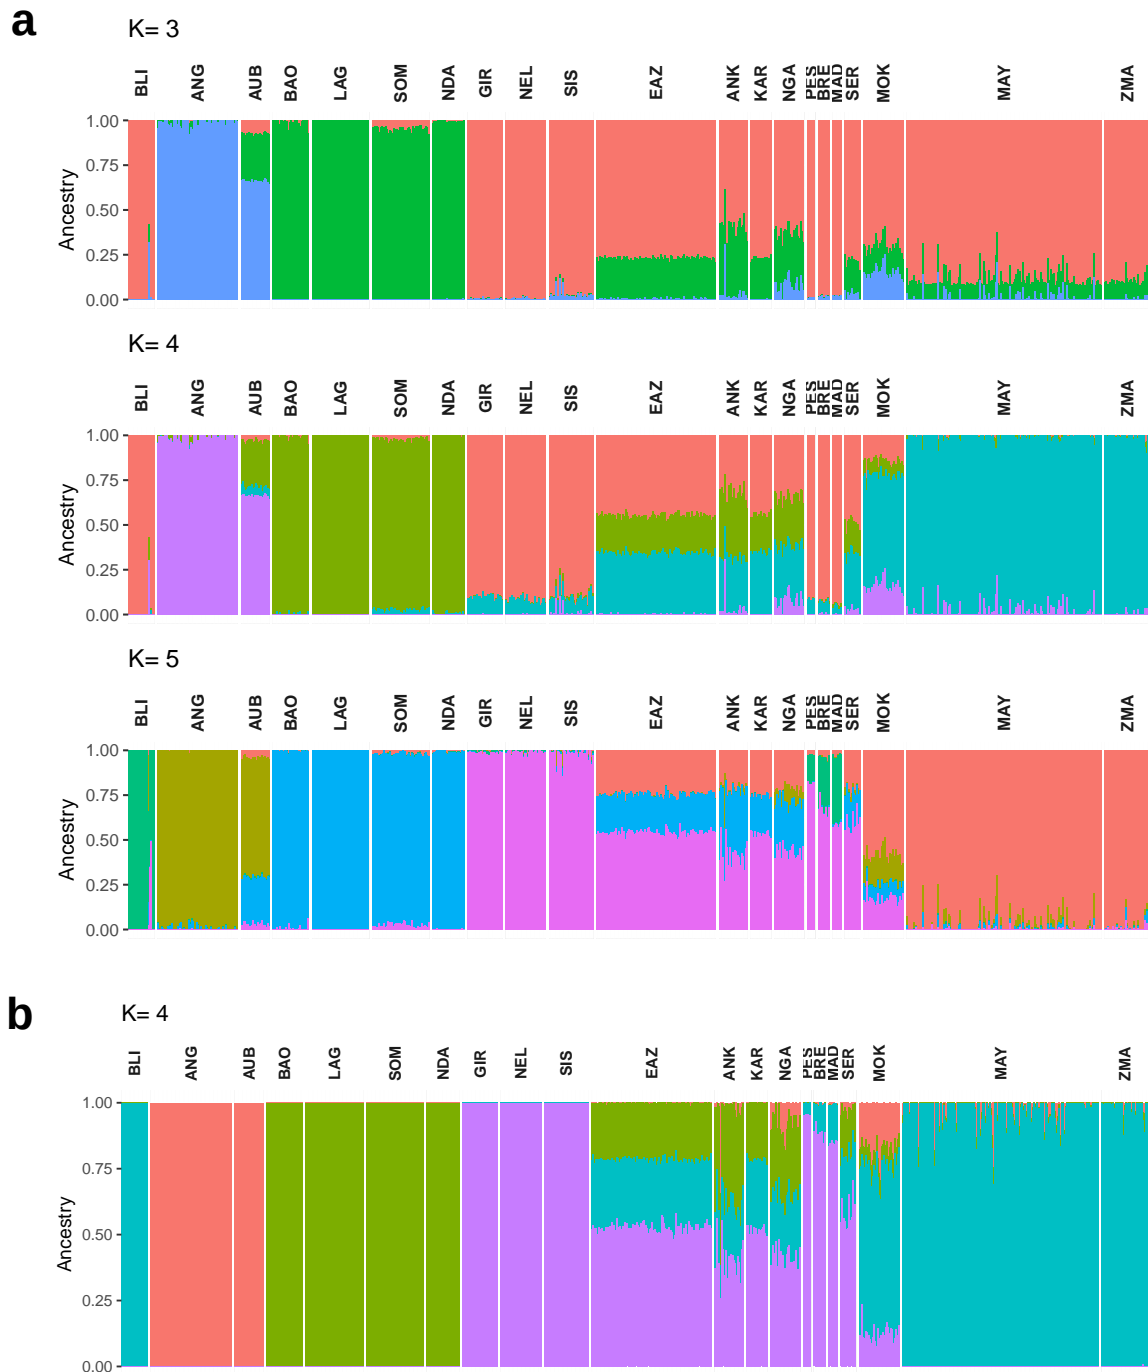 a
K= 3
BLI ANG AUB BAO LAG SOM NDA GIR NEL SIS EAZ ANK KAR NGA PES BRE MAD SER MOK MAY ZMA
1.00
0.75
0.50
0.25
0.00
Ancestry
K= 4
BLI ANG AUB BAO LAG SOM NDA GIR NEL SIS EAZ ANK KAR NGA PES BRE MAD SER MOK MAY ZMA
1.00
0.75
0.50
0.25
0.00
Ancestry
K= 5
BLI ANG AUB BAO LAG SOM NDA GIR NEL SIS EAZ ANK KAR NGA PES BRE MAD SER MOK MAY ZMA
1.00
0.75
0.50
0.25
0.00
Ancestry
b
K= 4
BLI ANG AUB BAO LAG SOM NDA GIR NEL SIS EAZ ANK KAR NGA PES BRE MAD SER MOK MAY ZMA
1.00
0.75
0.50
0.25
0.00
Ancestry